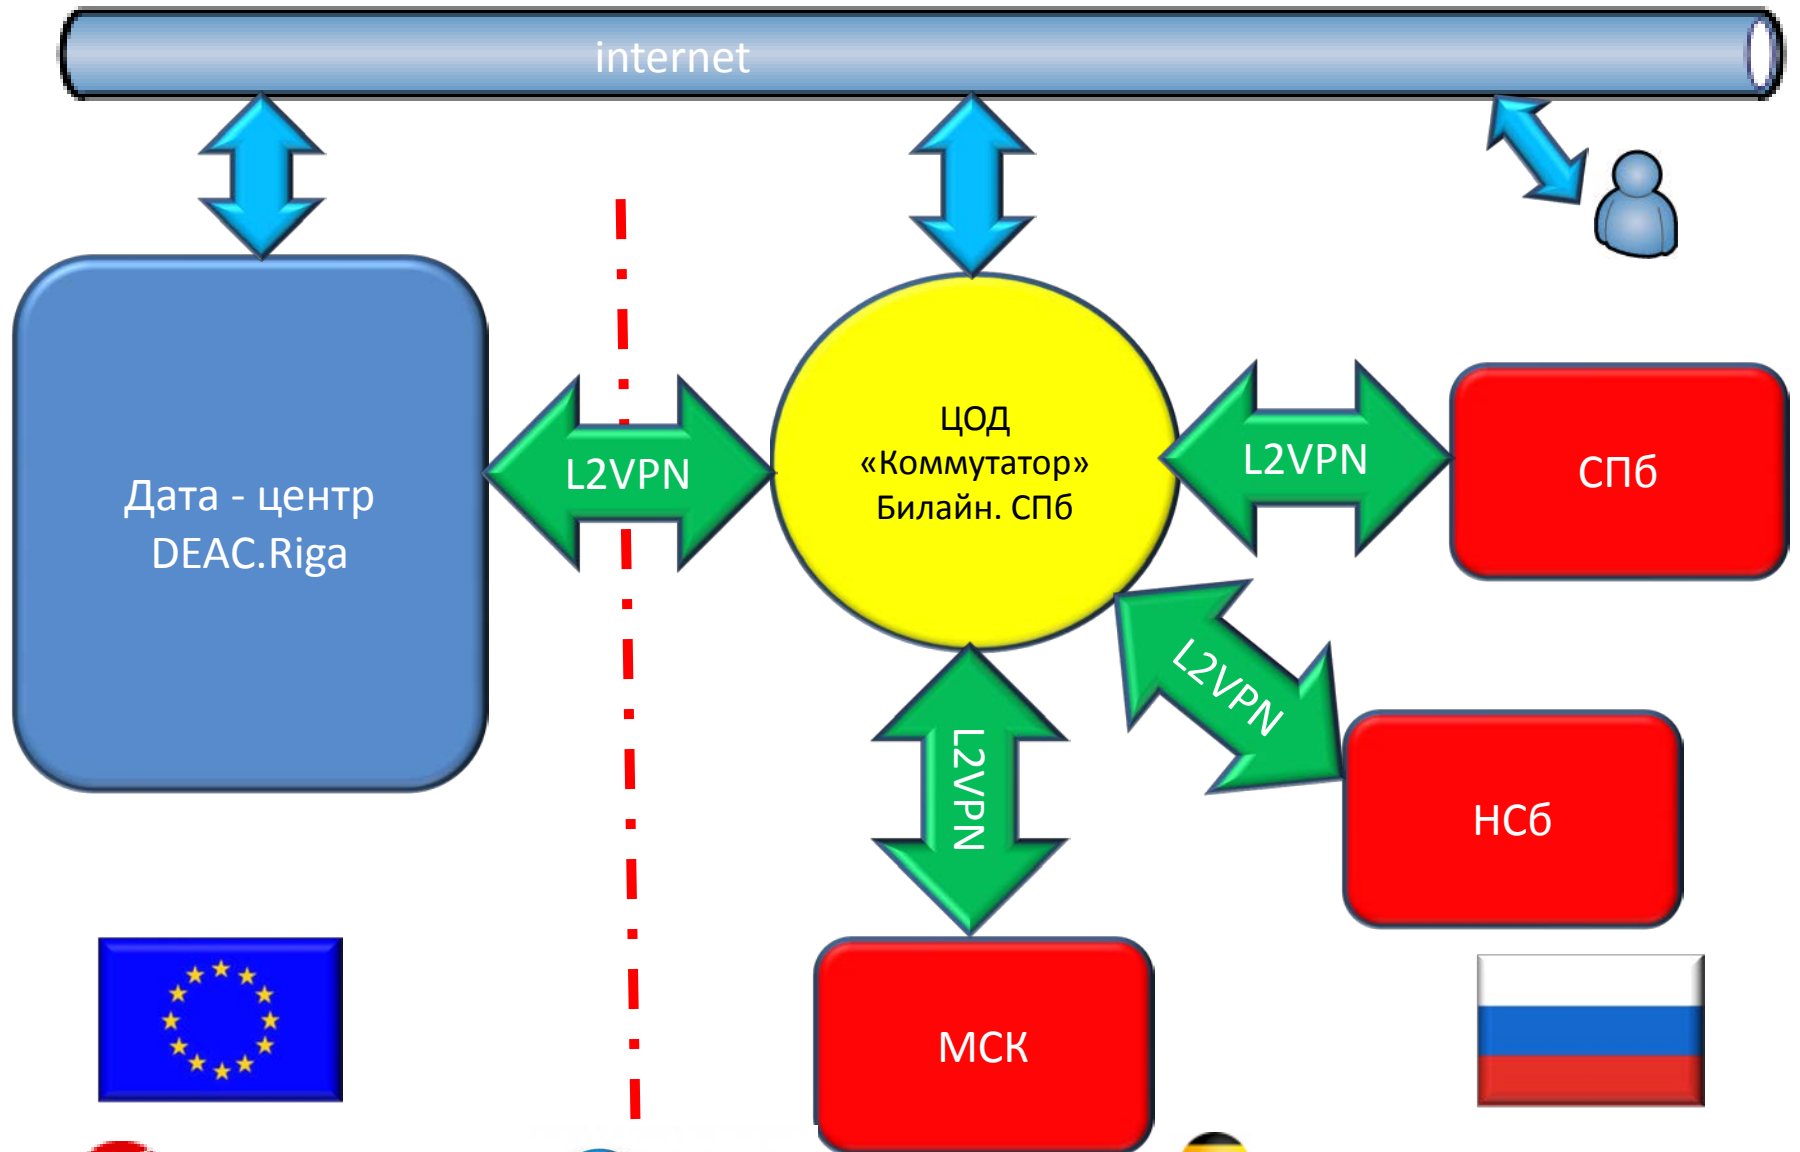 internet
Дата - центр
DEAC.Riga
L2VPN
ЦОД
«Коммутатор»
Билайн. СПб
L2VPN
СПб
L2VPN
НСб
L2VPN
МСК